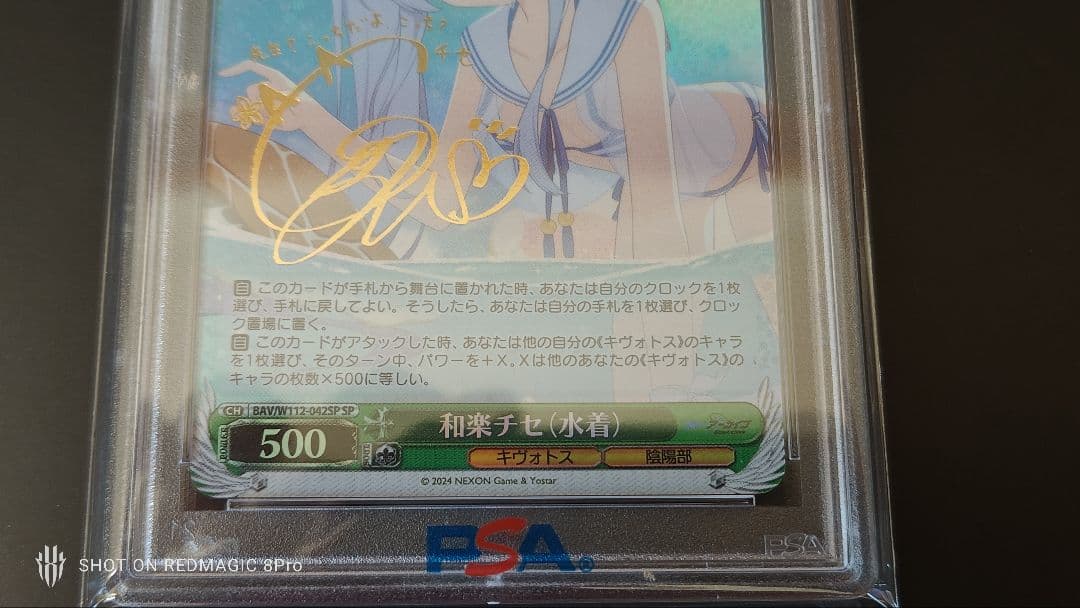 チセ
自 このカードが手札から舞台に置かれた時、あなたは自分のクロックを1枚
選び、手札に戻してよい。そうしたら、あなたは自分の手札を1枚選び、クロッ
ク置場に置く。
自 このカードがアタックした時、あなたは他の自分の《キヴォトス》のキャラ
を1枚選び、そのターン中、パワーを+X。Xは他のあなたの《キヴォトス》の
キャラの枚数×500に等しい。
CH BAV/W112-042SP SP
500
和楽チセ(水着)
キヴォトス 陰陽部
© 2024 NEXON Game & Yostar
PSA®
PSA
SHOT ON REDMAGIC 8Pro